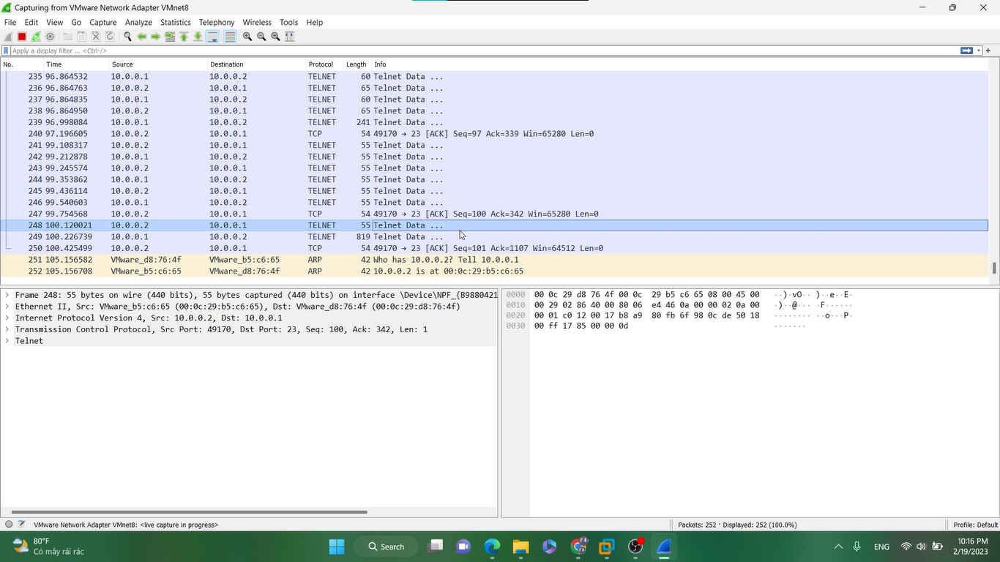 Capturing from VMware Network Adapter VMnet8
File Edit View Go Capture Analyze Statistics Telephony Wireless Tools Help
Apply a display filter ... <Ctrl-/>
No. Time Source Destination Protocol Length Info
235 96.864532 10.0.0.1 10.0.0.2 TELNET 60 Telnet Data ...
236 96.864763 10.0.0.2 10.0.0.1 TELNET 65 Telnet Data ...
237 96.864835 10.0.0.1 10.0.0.2 TELNET 60 Telnet Data ...
238 96.864950 10.0.0.2 10.0.0.1 TELNET 65 Telnet Data ...
239 96.998084 10.0.0.1 10.0.0.2 TELNET 241 Telnet Data ...
240 97.196605 10.0.0.2 10.0.0.1 TCP 54 49170 → 23 [ACK] Seq=97 Ack=339 Win=65280 Len=0
241 99.108317 10.0.0.2 10.0.0.1 TELNET 55 Telnet Data ...
242 99.212878 10.0.0.1 10.0.0.2 TELNET 55 Telnet Data ...
243 99.245574 10.0.0.2 10.0.0.1 TELNET 55 Telnet Data ...
244 99.353862 10.0.0.1 10.0.0.2 TELNET 55 Telnet Data ...
245 99.436114 10.0.0.2 10.0.0.1 TELNET 55 Telnet Data ...
246 99.540603 10.0.0.1 10.0.0.2 TELNET 55 Telnet Data ...
247 99.754568 10.0.0.2 10.0.0.1 TCP 54 49170 → 23 [ACK] Seq=100 Ack=342 Win=65280 Len=0
248 100.120021 10.0.0.2 10.0.0.1 TELNET 55 Telnet Data ...
249 100.226739 10.0.0.1 10.0.0.2 TELNET 819 Telnet Data ...
250 100.425499 10.0.0.2 10.0.0.1 TCP 54 49170 → 23 [ACK] Seq=101 Ack=1107 Win=64512 Len=0
251 105.156582 VMware_d8:76:4f VMware_b5:c6:65 ARP 42 Who has 10.0.0.2? Tell 10.0.0.1
252 105.156708 VMware_b5:c6:65 VMware_d8:76:4f ARP 42 10.0.0.2 is at 00:0c:29:b5:c6:65
Frame 248: 55 bytes on wire (440 bits), 55 bytes captured (440 bits) on interface \Device\NPF_{B9880421
Ethernet II, Src: VMware_b5:c6:65 (00:0c:29:b5:c6:65), Dst: VMware_d8:76:4f (00:0c:29:d8:76:4f)
Internet Protocol Version 4, Src: 10.0.0.2, Dst: 10.0.0.1
Transmission Control Protocol, Src Port: 49170, Dst Port: 23, Seq: 100, Ack: 342, Len: 1
Telnet
0000 00 0c 29 d8 76 4f 00 0c 29 b5 c6 65 08 00 45 00 ··)·vO·· )··e··E·
0010 00 29 02 86 40 00 80 06 e4 46 0a 00 00 02 0a 00 ·)··@··· ·F······
0020 00 01 c0 12 00 17 b8 a9 80 fb 6f 98 0c de 50 18 ········ ··o···P·
0030 00 ff 17 85 00 00 0d ·······
VMware Network Adapter VMnet8: <live capture in progress>
Packets: 252 · Displayed: 252 (100.0%)
Profile: Default
80°F
Có mây rải rác
Search
ENG
10:16 PM
2/19/2023